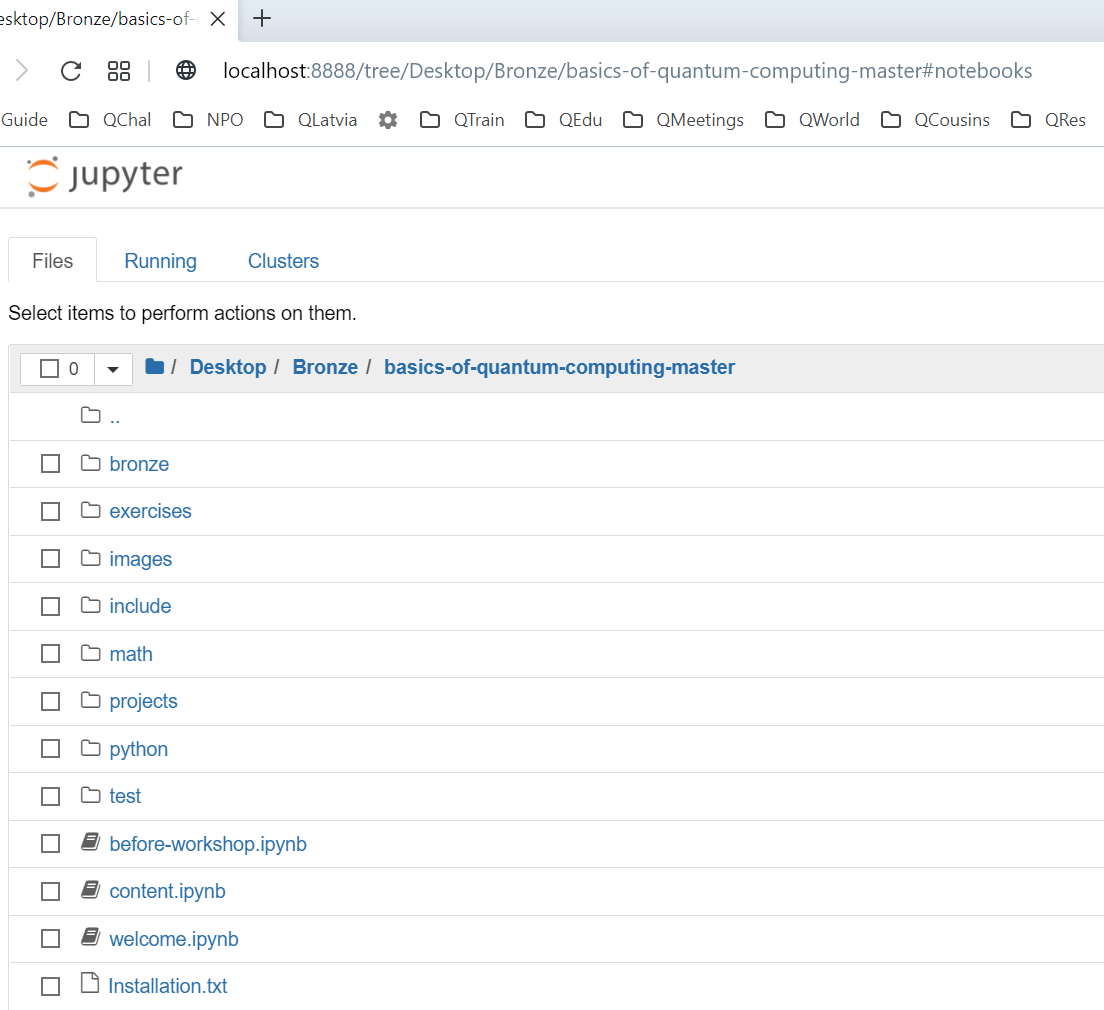 esktop/Bronze/basics-of-
localhost:8888/tree/Desktop/Bronze/basics-of-quantum-computing-master#notebooks
Guide QChal NPO QLatvia QTrain QEdu QMeetings QWorld QCousins QRes
jupyter
Files Running Clusters
Select items to perform actions on them.
0 / Desktop / Bronze / basics-of-quantum-computing-master
..
bronze
exercises
images
include
math
projects
python
test
before-workshop.ipynb
content.ipynb
welcome.ipynb
Installation.txt